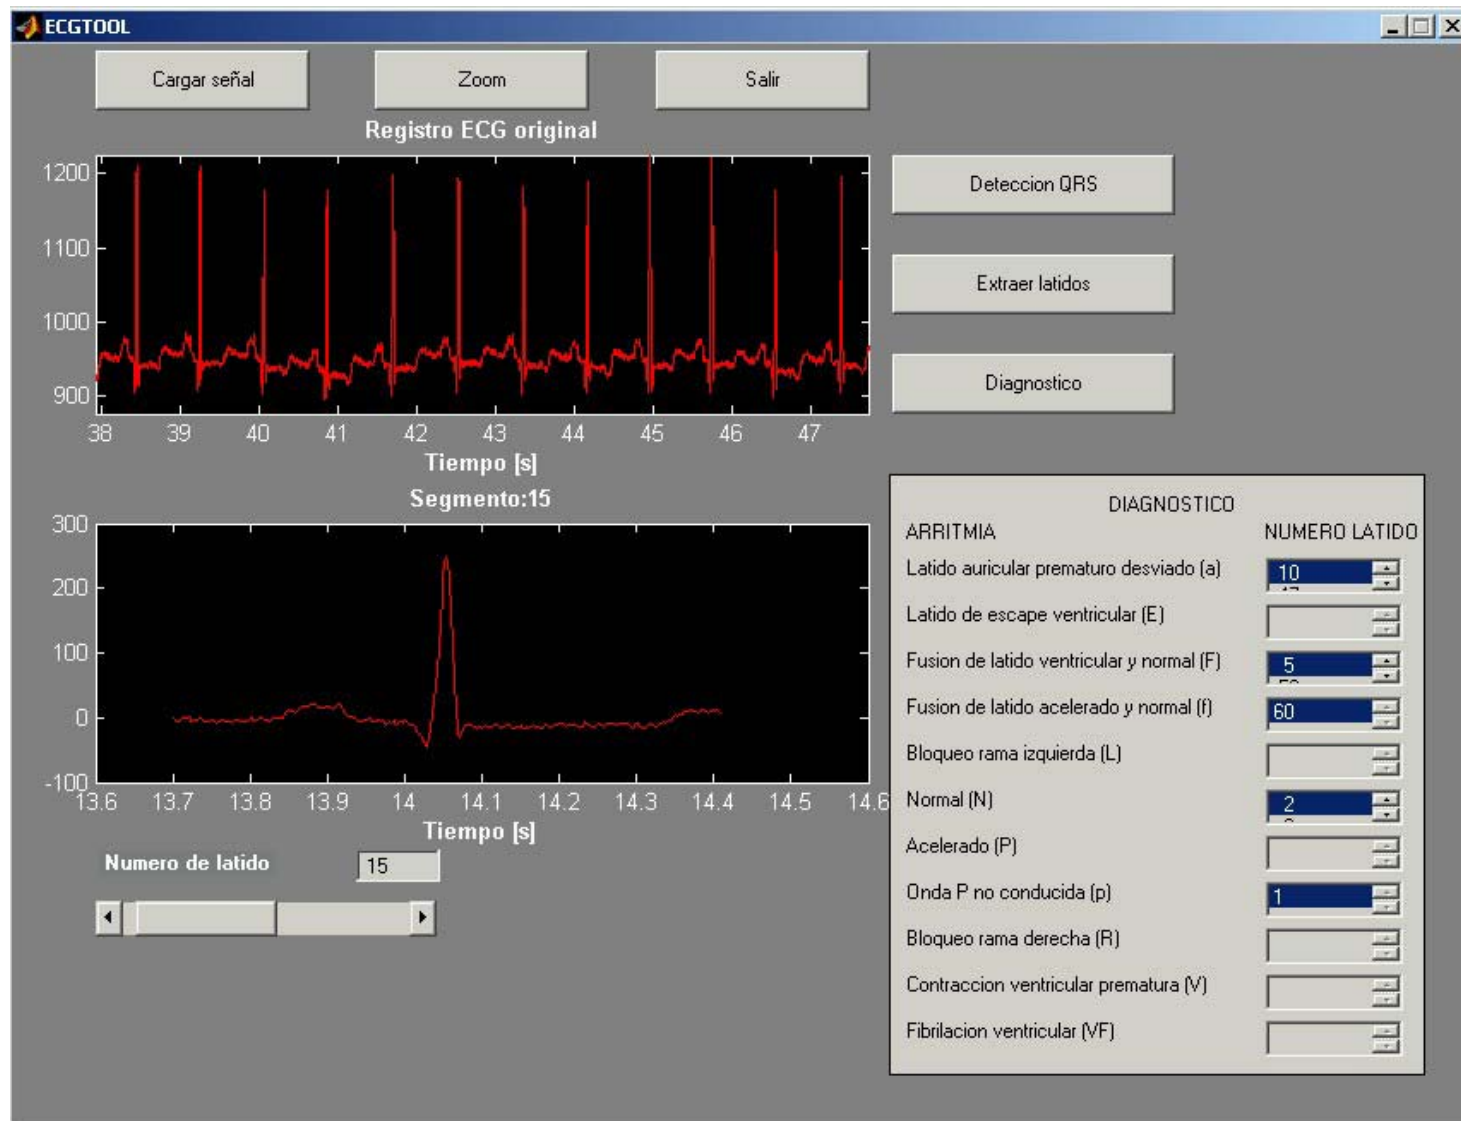 ECGTOOL
Cargar señal
Zoom
Salir
Registro ECG original
1200
1100
1000
900
38 39 40 41 42 43 44 45 46 47
Tiempo [s]
Deteccion QRS
Extraer latidos
Diagnostico
Segmento:15
300
200
100
0
-100
13.6 13.7 13.8 13.9 14 14.1 14.2 14.3 14.4 14.5 14.6
Tiempo [s]
Numero de latido 15
DIAGNOSTICO
ARRITMIA NUMERO LATIDO
Latido auricular prematuro desviado (a) 10
Latido de escape ventricular (E)
Fusion de latido ventricular y normal (F) 5
Fusion de latido acelerado y normal (f) 60
Bloqueo rama izquierda (L)
Normal (N) 2
Acelerado (P)
Onda P no conducida (p) 1
Bloqueo rama derecha (R)
Contraccion ventricular prematura (V)
Fibrilacion ventricular (VF)